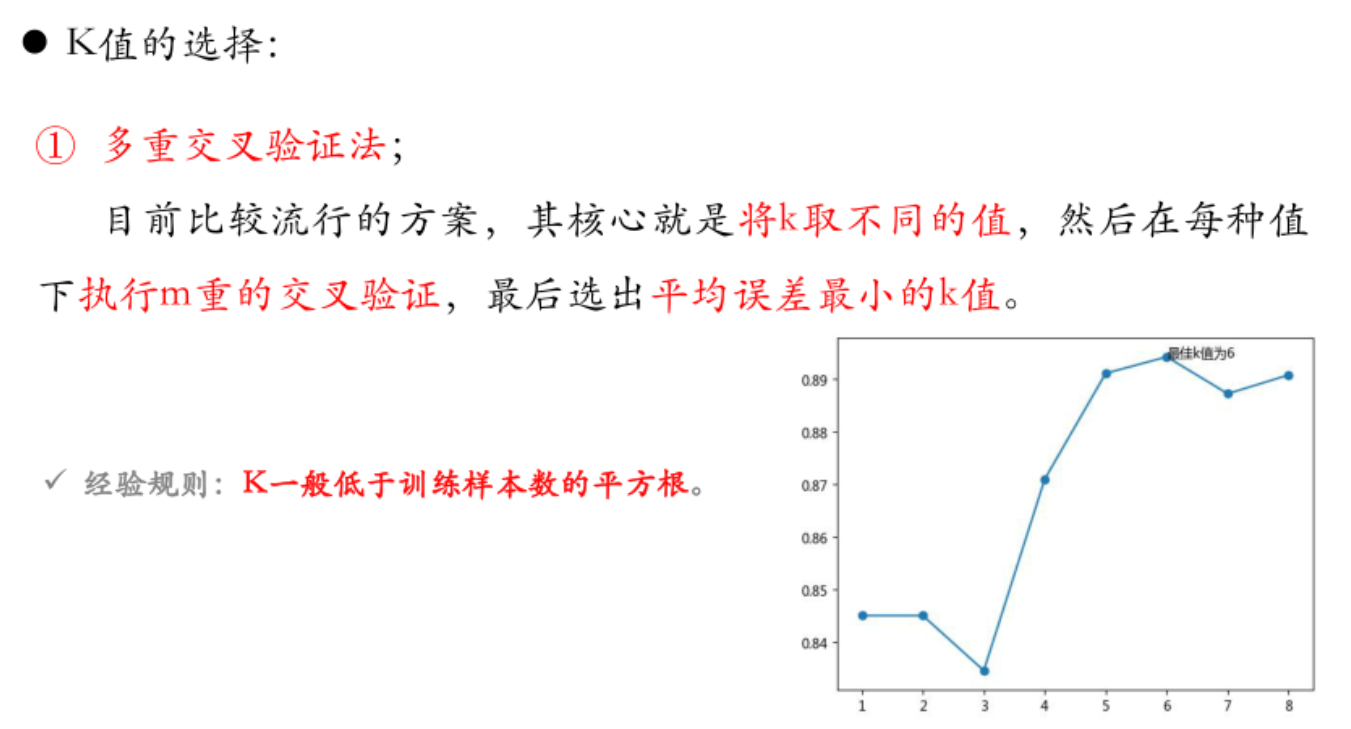 ● K值的选择：
① 多重交叉验证法；
目前比较流行的方案，其核心就是将k取不同的值，然后在每种值
下执行m重的交叉验证，最后选出平均误差最小的k值。
最佳k值为6
0.89
0.88
0.87
0.86
0.85
0.84
1 2 3 4 5 6 7 8
✓ 经验规则：K一般低于训练样本数的平方根。